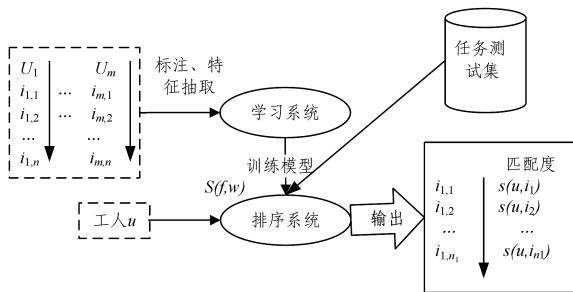 U1 Um
i1,1 ... im,1
i1,2 ... im,2
... ...
i1,n im,n
标注、特
征抽取
学习系统
任务测
试集
训练模型
S(f,w)
工人u
排序系统
输出
匹配度
i1,1 s(u,i1)
i1,2 s(u,i2)
... ...
i1,n1 s(u,in1)